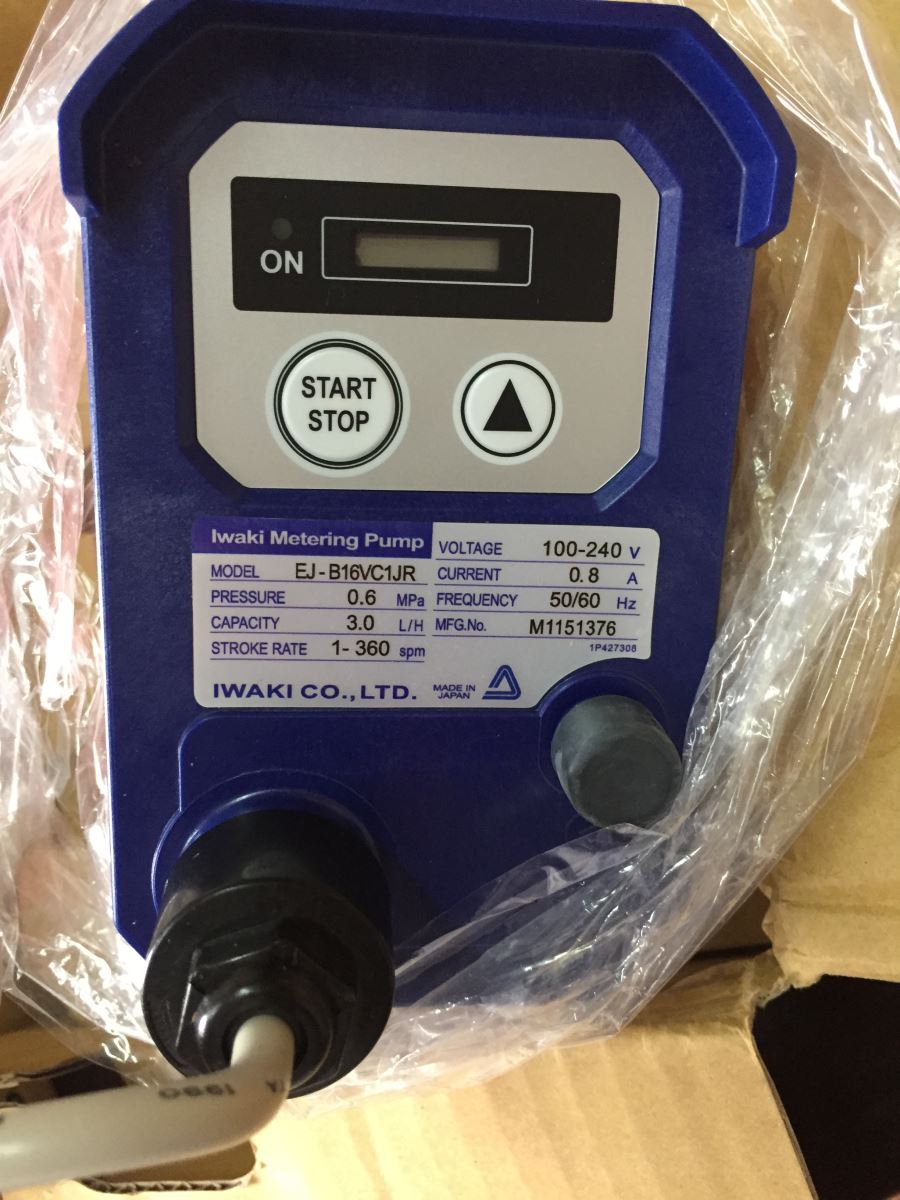 ON
START
STOP
▲
Iwaki Metering Pump
MODEL EJ-B16VC1JR
PRESSURE 0.6 MPa
CAPACITY 3.0 L/H
STROKE RATE 1-360 spm
VOLTAGE 100-240 V
CURRENT 0.8 A
FREQUENCY 50/60 Hz
MFG.No. M1151376
1P427308
IWAKI CO.,LTD.
MADE IN
JAPAN
1990